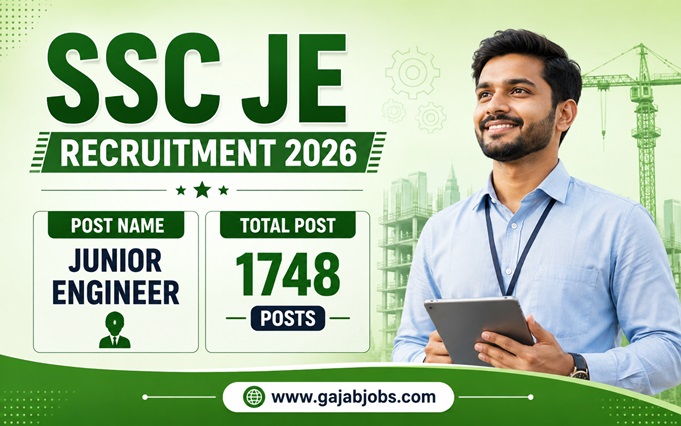 SSC JE
RECRUITMENT 2026
POST NAME
JUNIOR
ENGINEER
TOTAL POST
1748
POSTS
www.gajabjobs.com